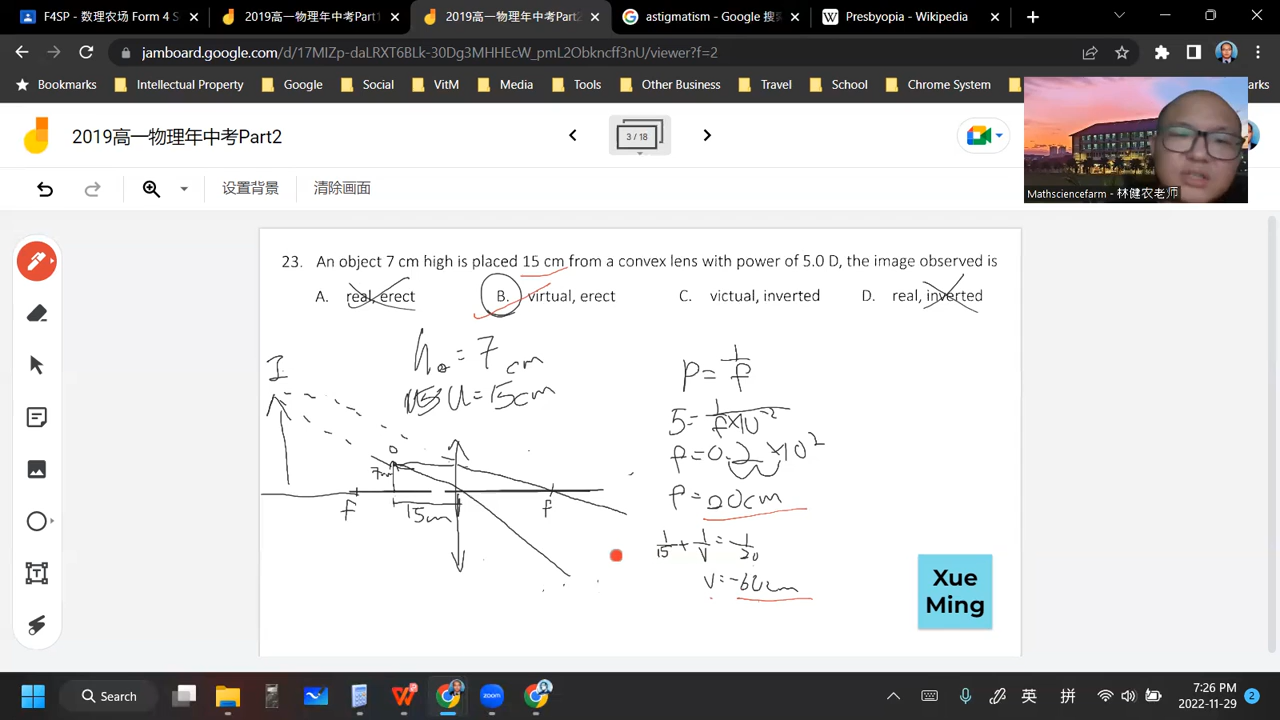 F4SP - 数理农场 Form 4 S
2019高一物理年中考Part1
2019高一物理年中考Part2
astigmatism - Google 搜索
Presbyopia - Wikipedia
jamboard.google.com/d/17MIZp-daLRXT6BLk-30Dg3MHHEcW_pmL2Obkncff3nU/viewer?f=2
Bookmarks
Intellectual Property
Google
Social
VitM
Media
Tools
Other Business
Travel
School
Chrome System
2019高一物理年中考Part2
3 / 18
设置背景
清除画面
Mathsciencefarm - 林健农老师
23. An object 7 cm high is placed 15 cm from a convex lens with power of 5.0 D, the image observed is
A. real, erect
B. virtual, erect
C. victual, inverted
D. real, inverted
I
h₀ = 7 cm
U = 15cm
O
7cm
f
15cm
f
P = 1/f
5 = 1/f×10⁻²
f = 0.2 ×10²
f = 20cm
1/15 + 1/v = 1/20
v = -60cm
Xue
Ming
Search
英
拼
7:26 PM
2022-11-29
2